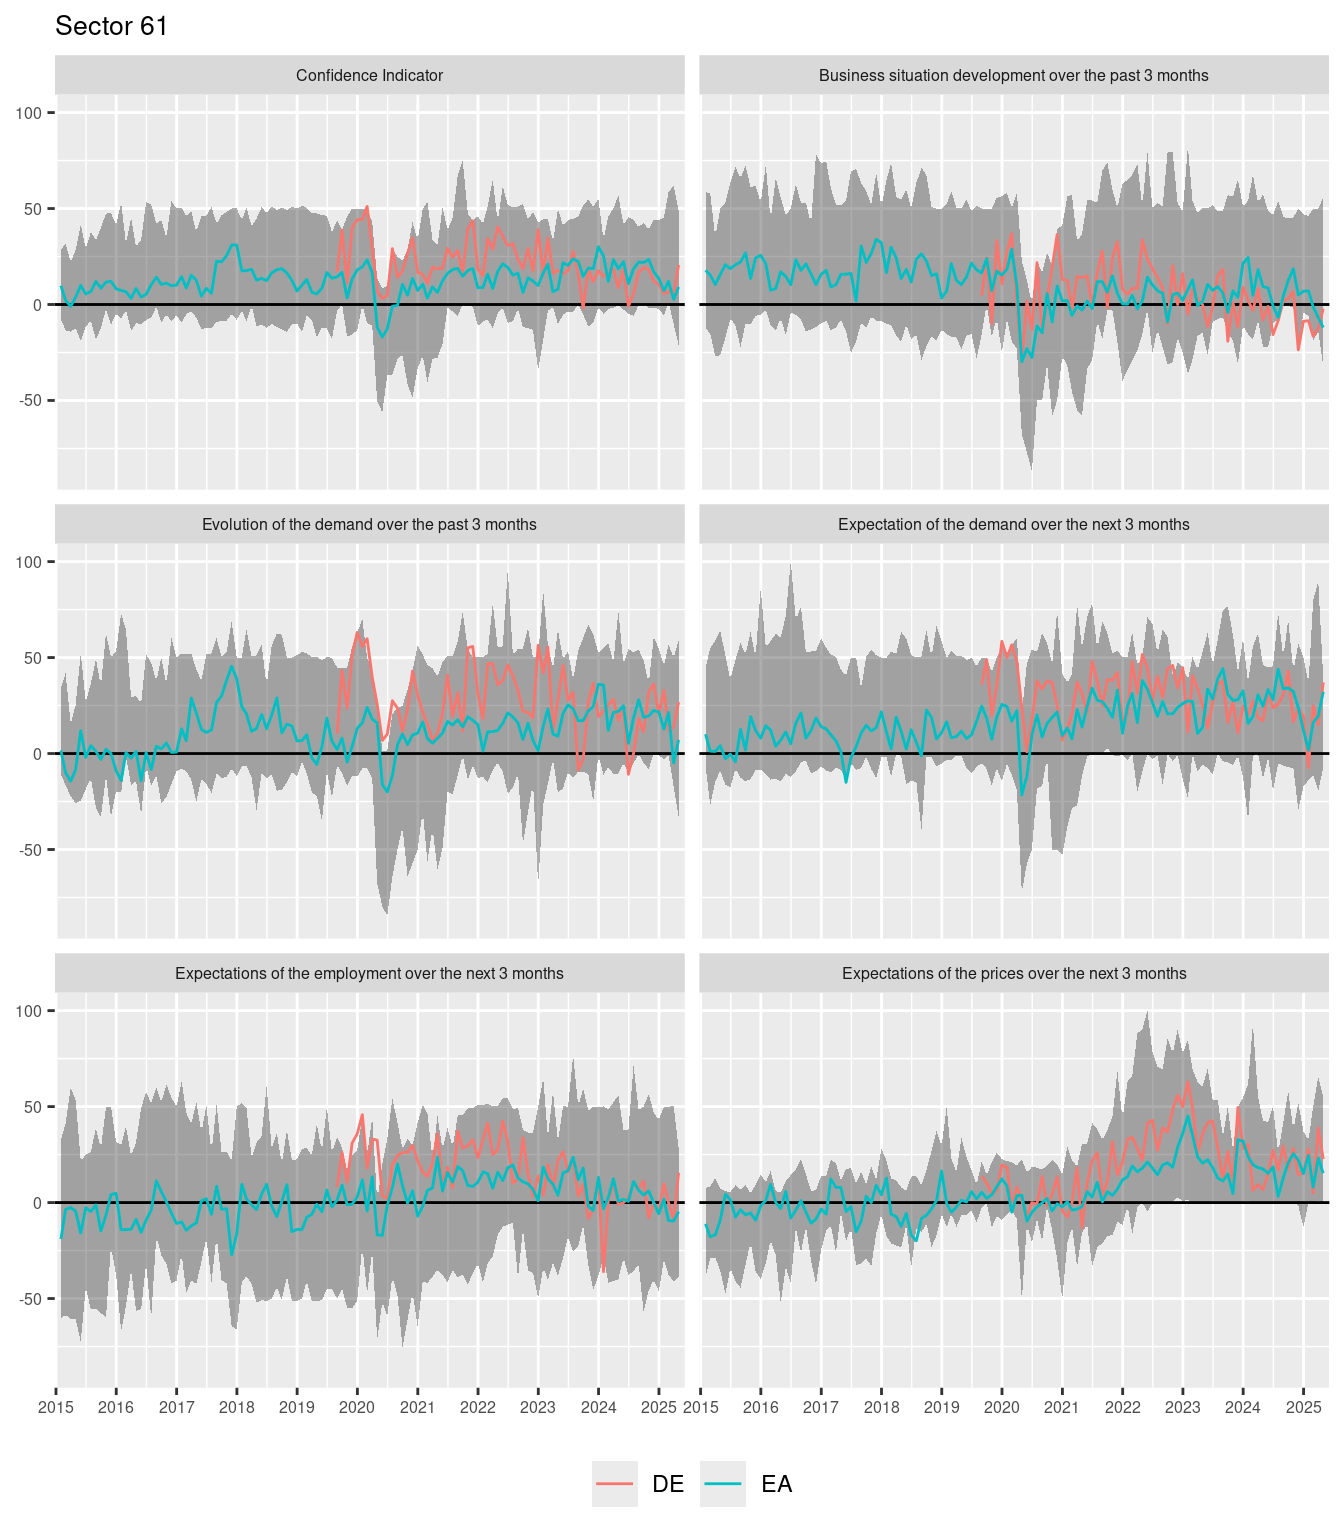 Sector 61
Confidence Indicator
Business situation development over the past 3 months
100
50
0
-50
Evolution of the demand over the past 3 months
Expectation of the demand over the next 3 months
100
50
0
-50
Expectations of the employment over the next 3 months
Expectations of the prices over the next 3 months
100
50
0
-50
2015 2016 2017 2018 2019 2020 2021 2022 2023 2024 2025 2015 2016 2017 2018 2019 2020 2021 2022 2023 2024 2025
DE EA